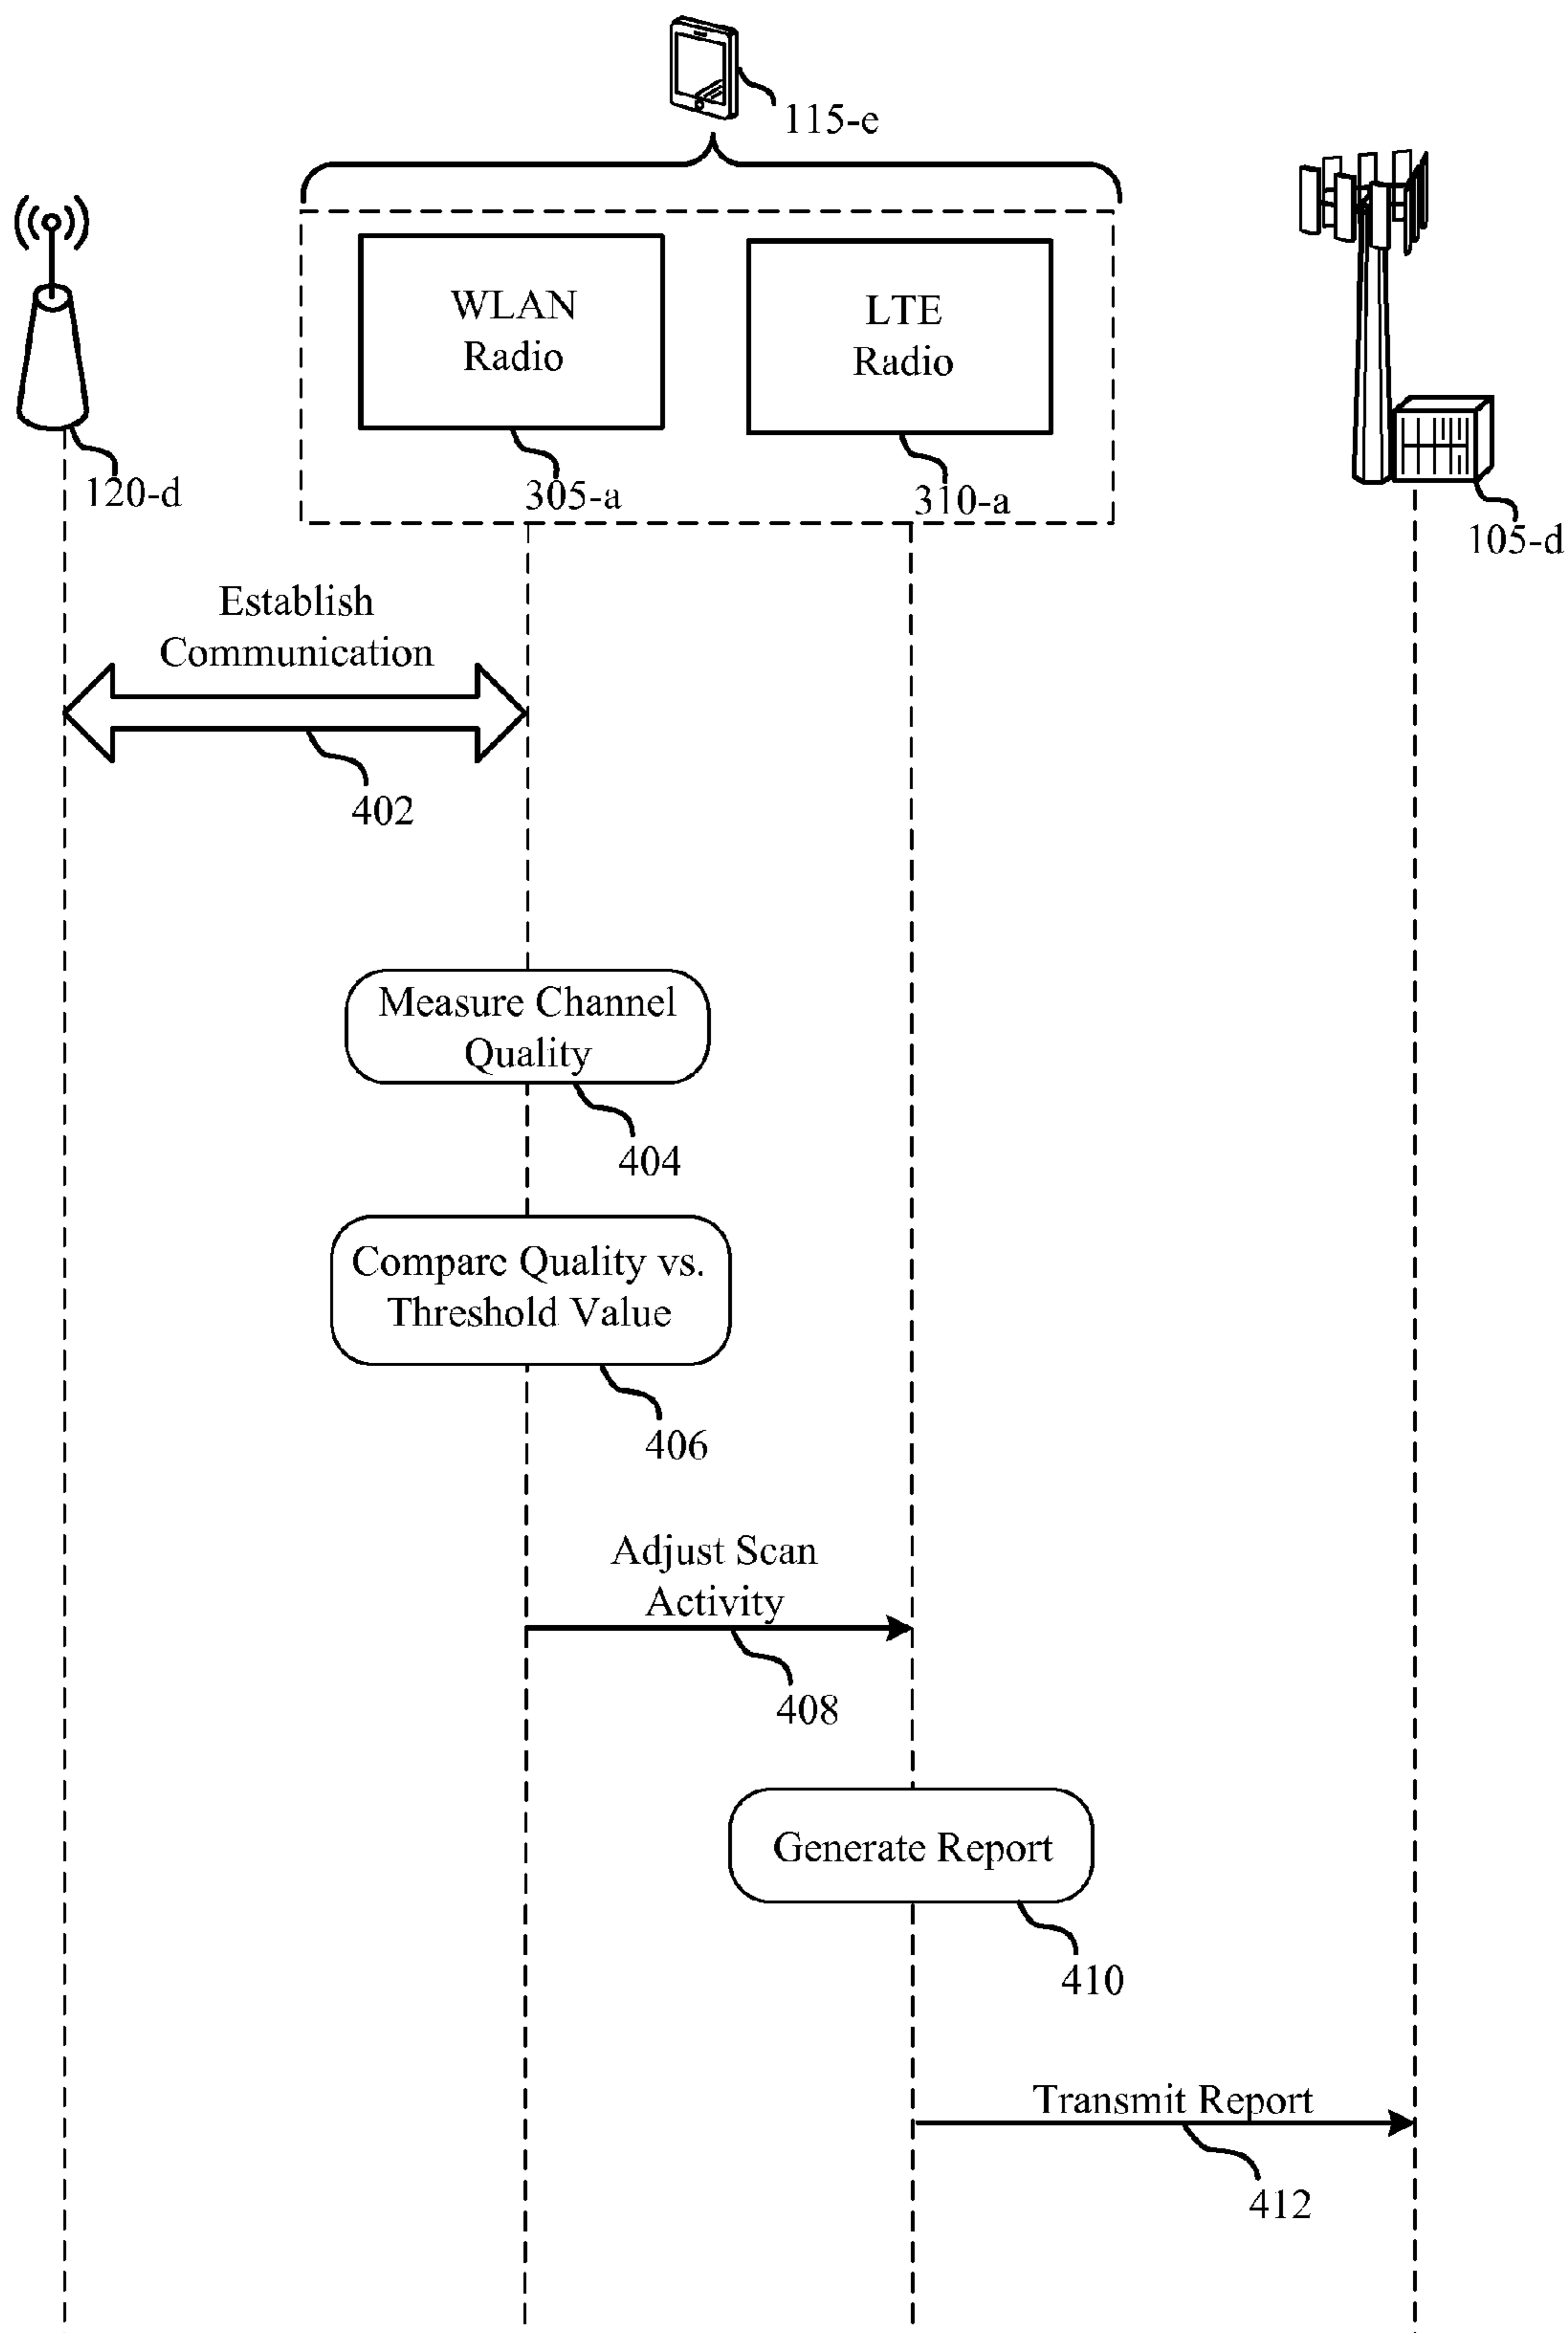 115-e
WLAN
Radio
LTE
Radio
120-d
305-a
310-a
105-d
Establish
Communication
402
Measure Channel
Quality
404
Compare Quality vs.
Threshold Value
406
Adjust Scan
Activity
408
Generate Report
410
Transmit Report
412